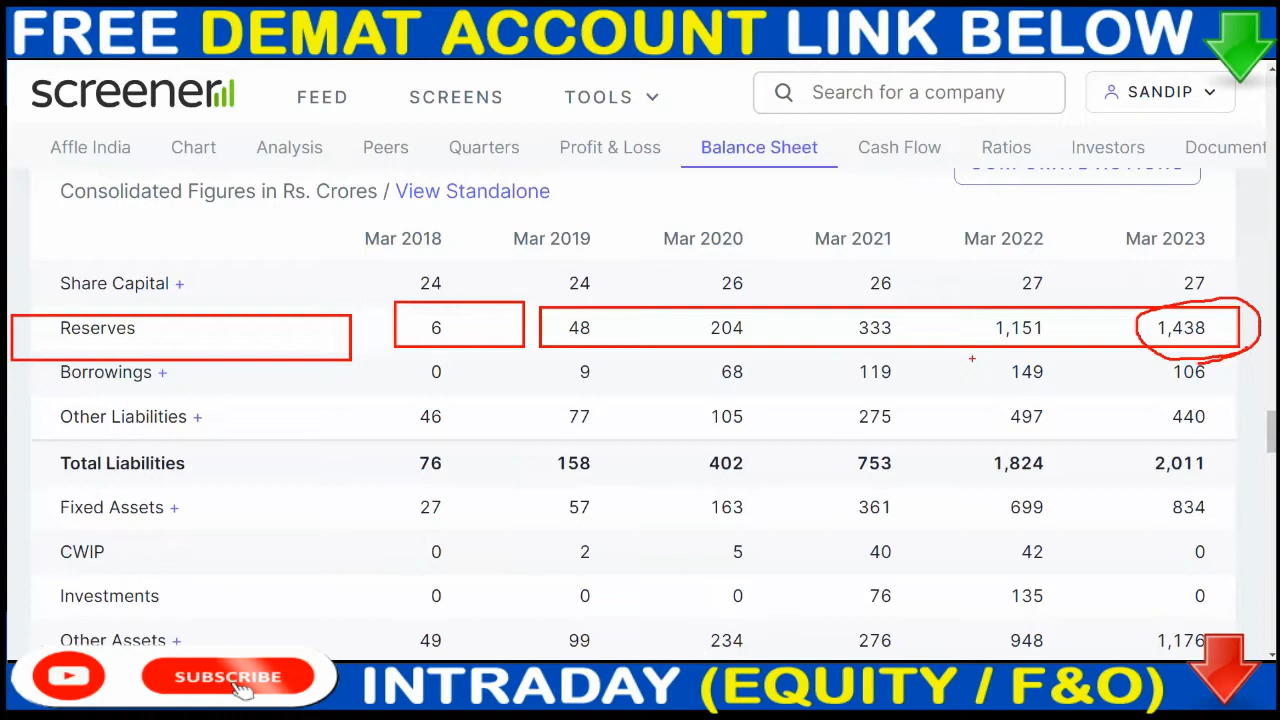 FREE DEMAT ACCOUNT LINK BELOW
screener FEED SCREENS TOOLS Search for a company SANDIP
Affle India Chart Analysis Peers Quarters Profit & Loss Balance Sheet Cash Flow Ratios Investors Document
Consolidated Figures in Rs. Crores / View Standalone CORPORATE ACTIONS
Mar 2018 Mar 2019 Mar 2020 Mar 2021 Mar 2022 Mar 2023
Share Capital + 24 24 26 26 27 27
Reserves 6 48 204 333 1,151 1,438
Borrowings + 0 9 68 119 149 106
Other Liabilities + 46 77 105 275 497 440
Total Liabilities 76 158 402 753 1,824 2,011
Fixed Assets + 27 57 163 361 699 834
CWIP 0 2 5 40 42 0
Investments 0 0 0 76 135 0
Other Assets + 49 99 234 276 948 1,176
SUBSCRIBE INTRADAY (EQUITY / F&O)